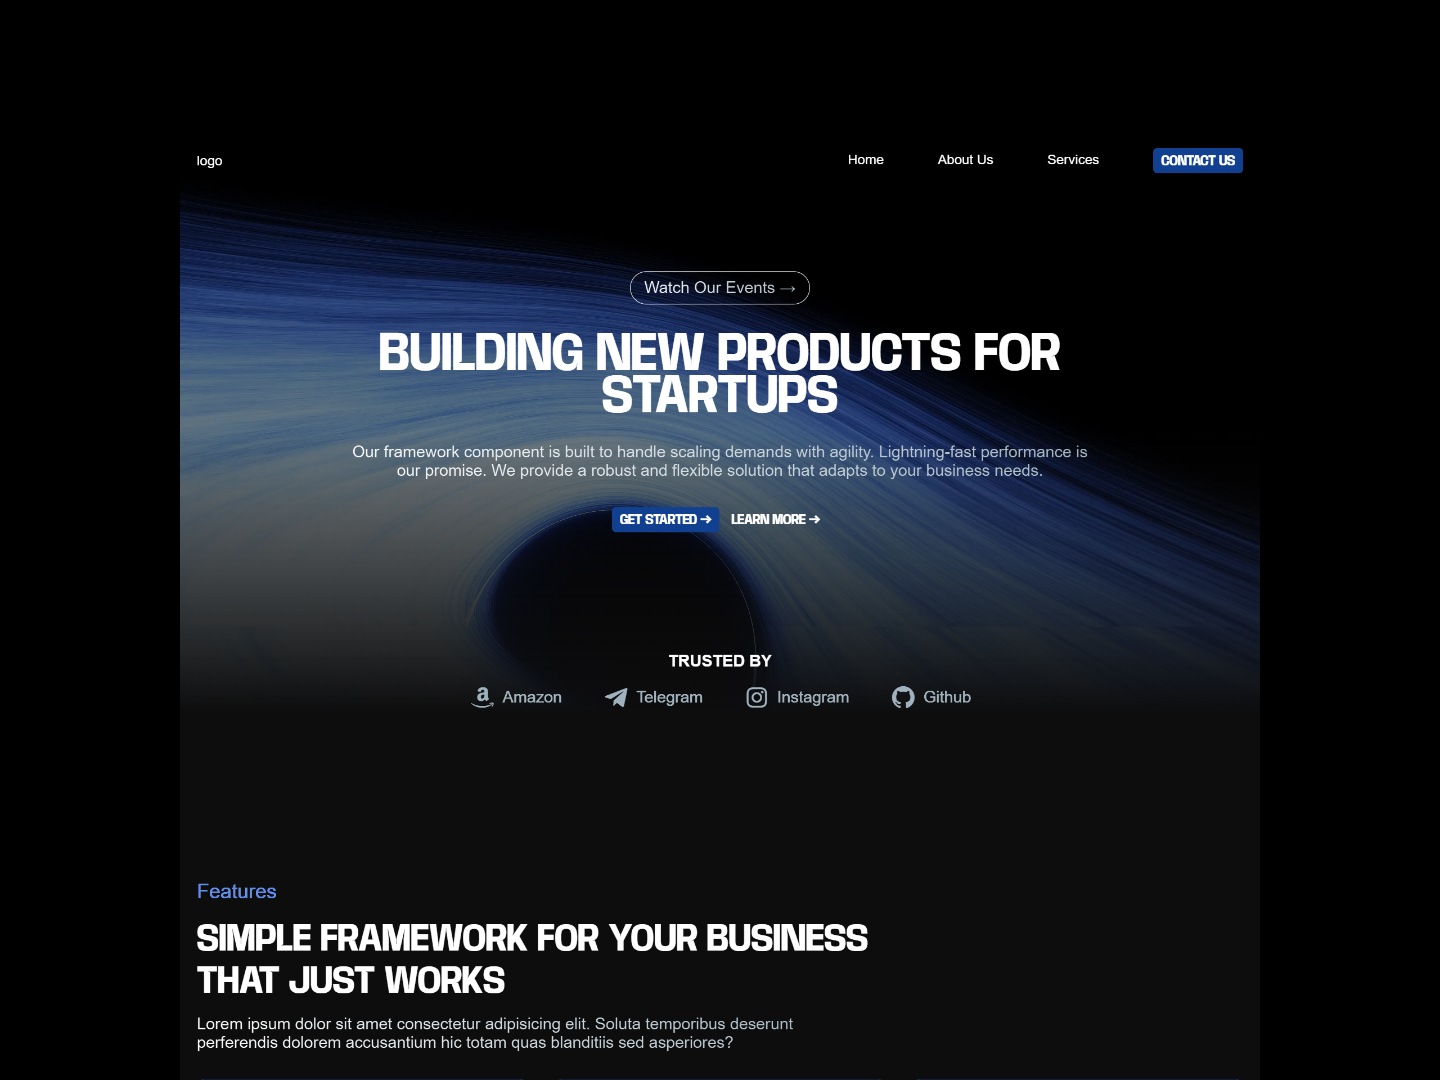 logo
Home
About Us
Services
CONTACT US
Watch Our Events →
BUILDING NEW PRODUCTS FOR
STARTUPS
Our framework component is built to handle scaling demands with agility. Lightning-fast performance is
our promise. We provide a robust and flexible solution that adapts to your business needs.
GET STARTED →
LEARN MORE →
TRUSTED BY
Amazon
Telegram
Instagram
Github
Features
SIMPLE FRAMEWORK FOR YOUR BUSINESS
THAT JUST WORKS
Lorem ipsum dolor sit amet consectetur adipisicing elit. Soluta temporibus deserunt
perferendis dolorem accusantium hic totam quas blanditiis sed asperiores?